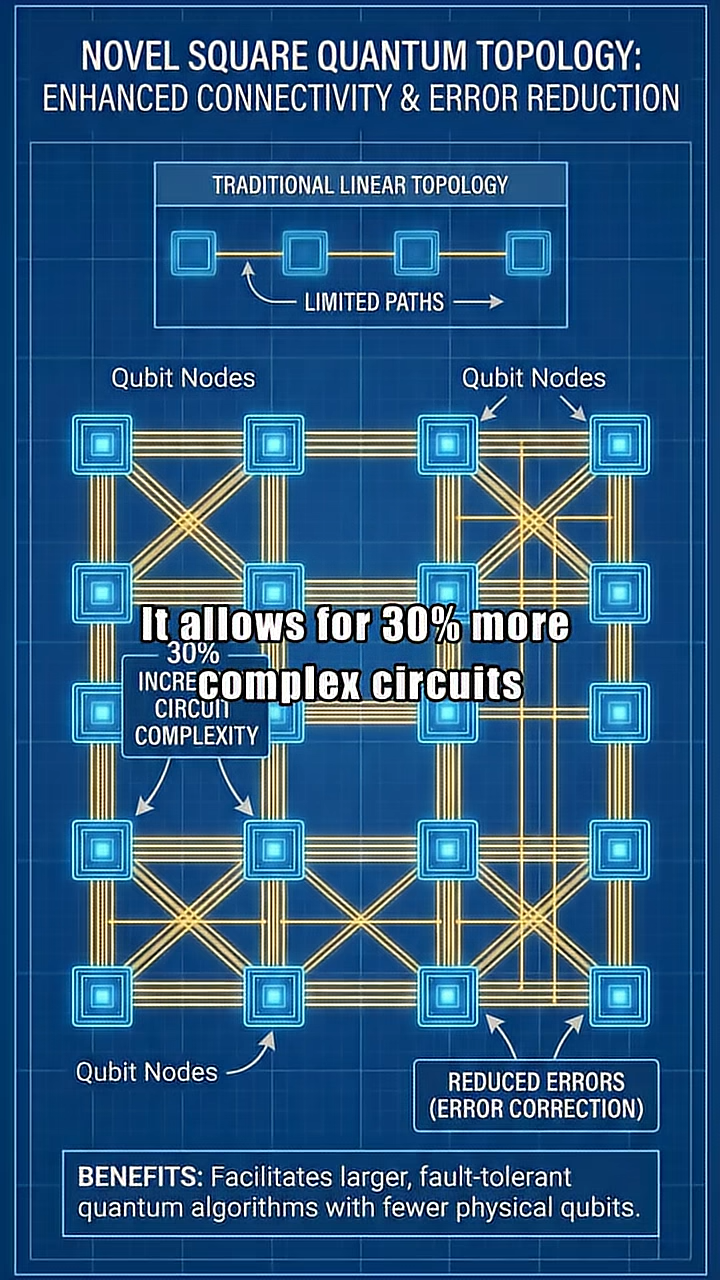 NOVEL SQUARE QUANTUM TOPOLOGY:
ENHANCED CONNECTIVITY & ERROR REDUCTION
TRADITIONAL LINEAR TOPOLOGY
LIMITED PATHS
Qubit Nodes
Qubit Nodes
It allows for 30% more
complex circuits
30%
CIRCUIT
COMPLEXITY
Qubit Nodes
REDUCED ERRORS
(ERROR CORRECTION)
BENEFITS: Facilitates larger, fault-tolerant
quantum algorithms with fewer physical qubits.